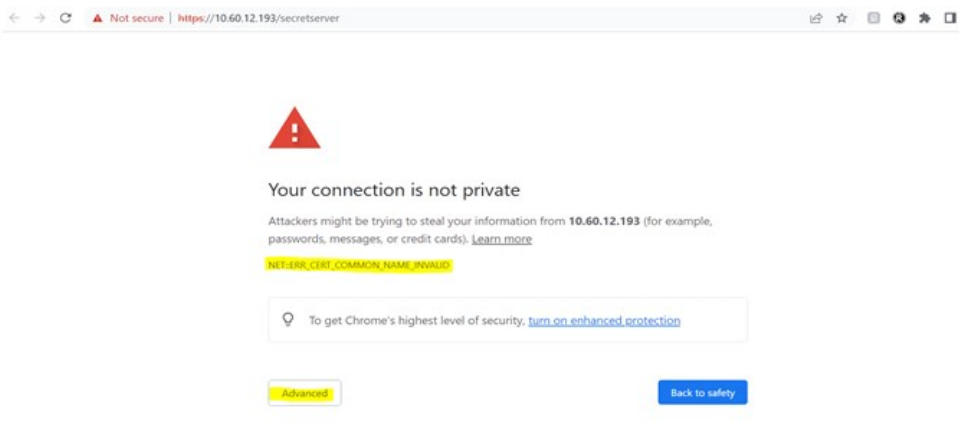 Not secure | https://10.60.12.193/secretserver
Your connection is not private
Attackers might be trying to steal your information from 10.60.12.193 (for example,
passwords, messages, or credit cards). Learn more
NET::ERR_CERT_COMMON_NAME_INVALID
To get Chrome's highest level of security, turn on enhanced protection
Advanced
Back to safety